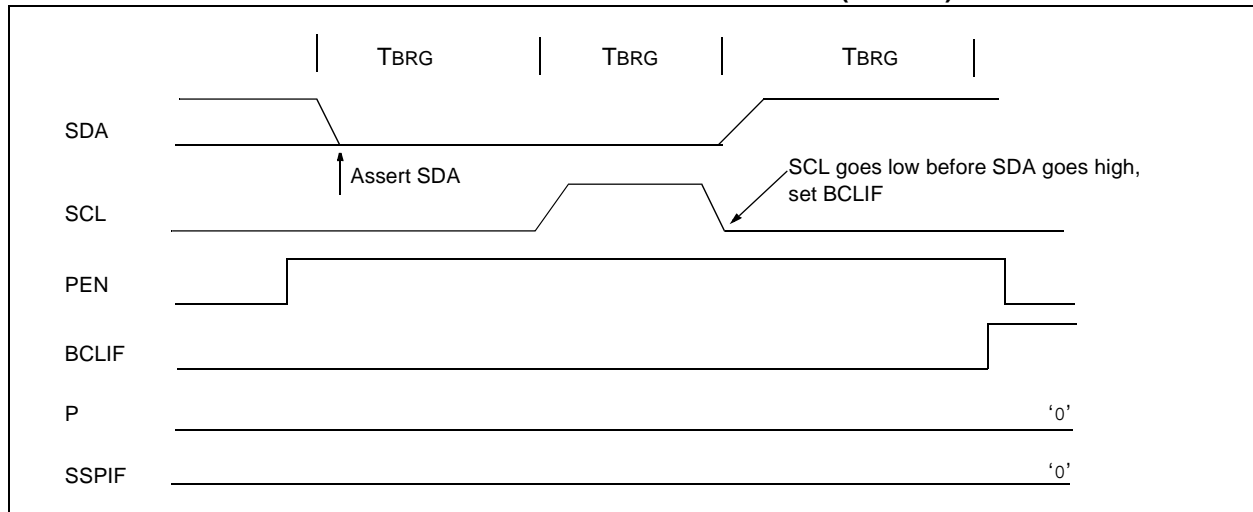 TBRG TBRG TBRG
SDA
Assert SDA
SCL goes low before SDA goes high,
set BCLIF
SCL
PEN
BCLIF
P
‘0’
SSPIF
‘0’